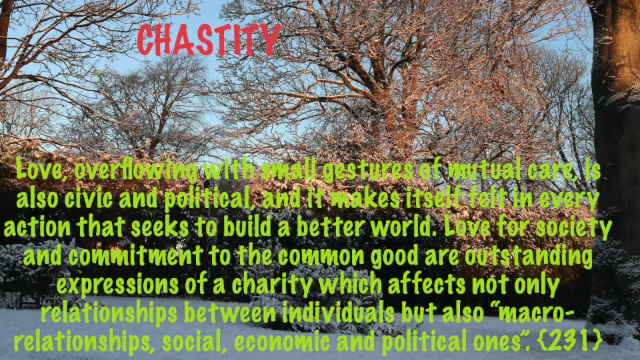 CHASTITY
Love, overflowing with small gestures of mutual care, is
also civic and political, and it makes itself felt in every
action that seeks to build a better world. Love for society
and commitment to the common good are outstanding
expressions of a charity which affects not only
relationships between individuals but also “macro-
relationships, social, economic and political ones”. {231}